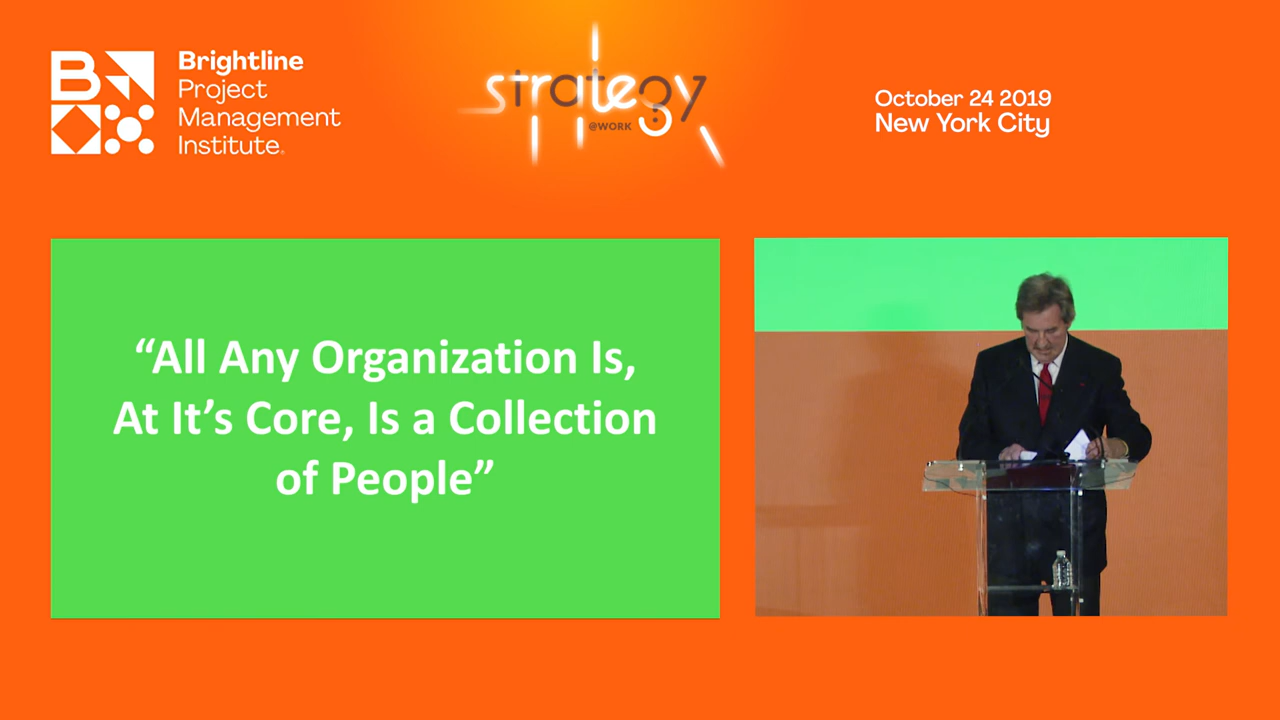 Brightline
Project
Management
Institute.
strategy
@WORK
October 24 2019
New York City
“All Any Organization Is,
At It’s Core, Is a Collection
of People”